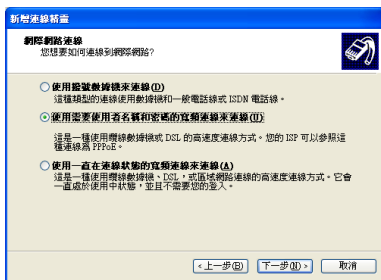 新增連線精靈
網際網路連線
您想要如何連線到網際網路?
使用撥號數據機來連線(D)
這種類型的連線使用數據機和一般電話線或 ISDN 電話線。
使用需要使用者名稱和密碼的寬頻連線來連線(U)
這是一種使用纜線數據機或 DSL 的高速度連線方式。您的 ISP 可以參照這
種連線為 PPPoE。
使用一直在連線狀態的寬頻連線來連線(A)
這是一種使用纜線數據機、DSL,或區域網路連線的高速度連線方式。它會
一直處於使用中狀態,並且不需要您的登入。
<上一步(B)
下一步(N)>
取消